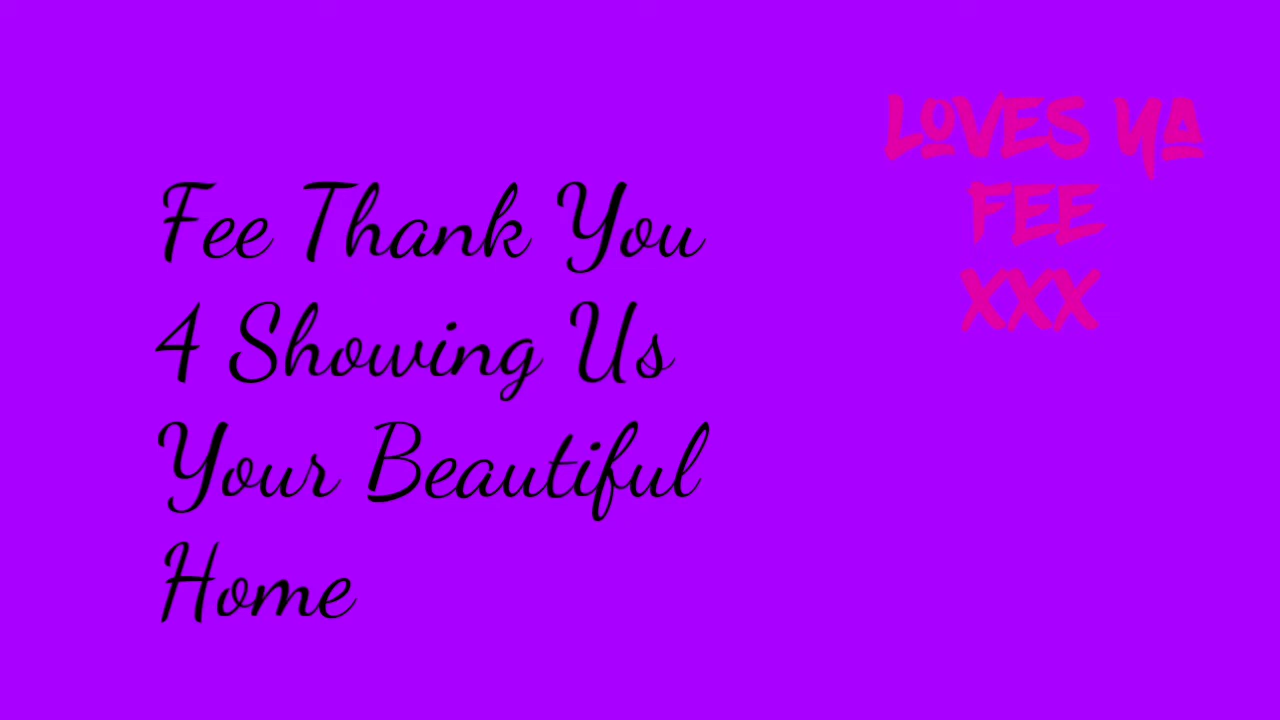 Fee Thank You
4 Showing Us
Your Beautiful
Home
LOVES YA
FEE
XXX